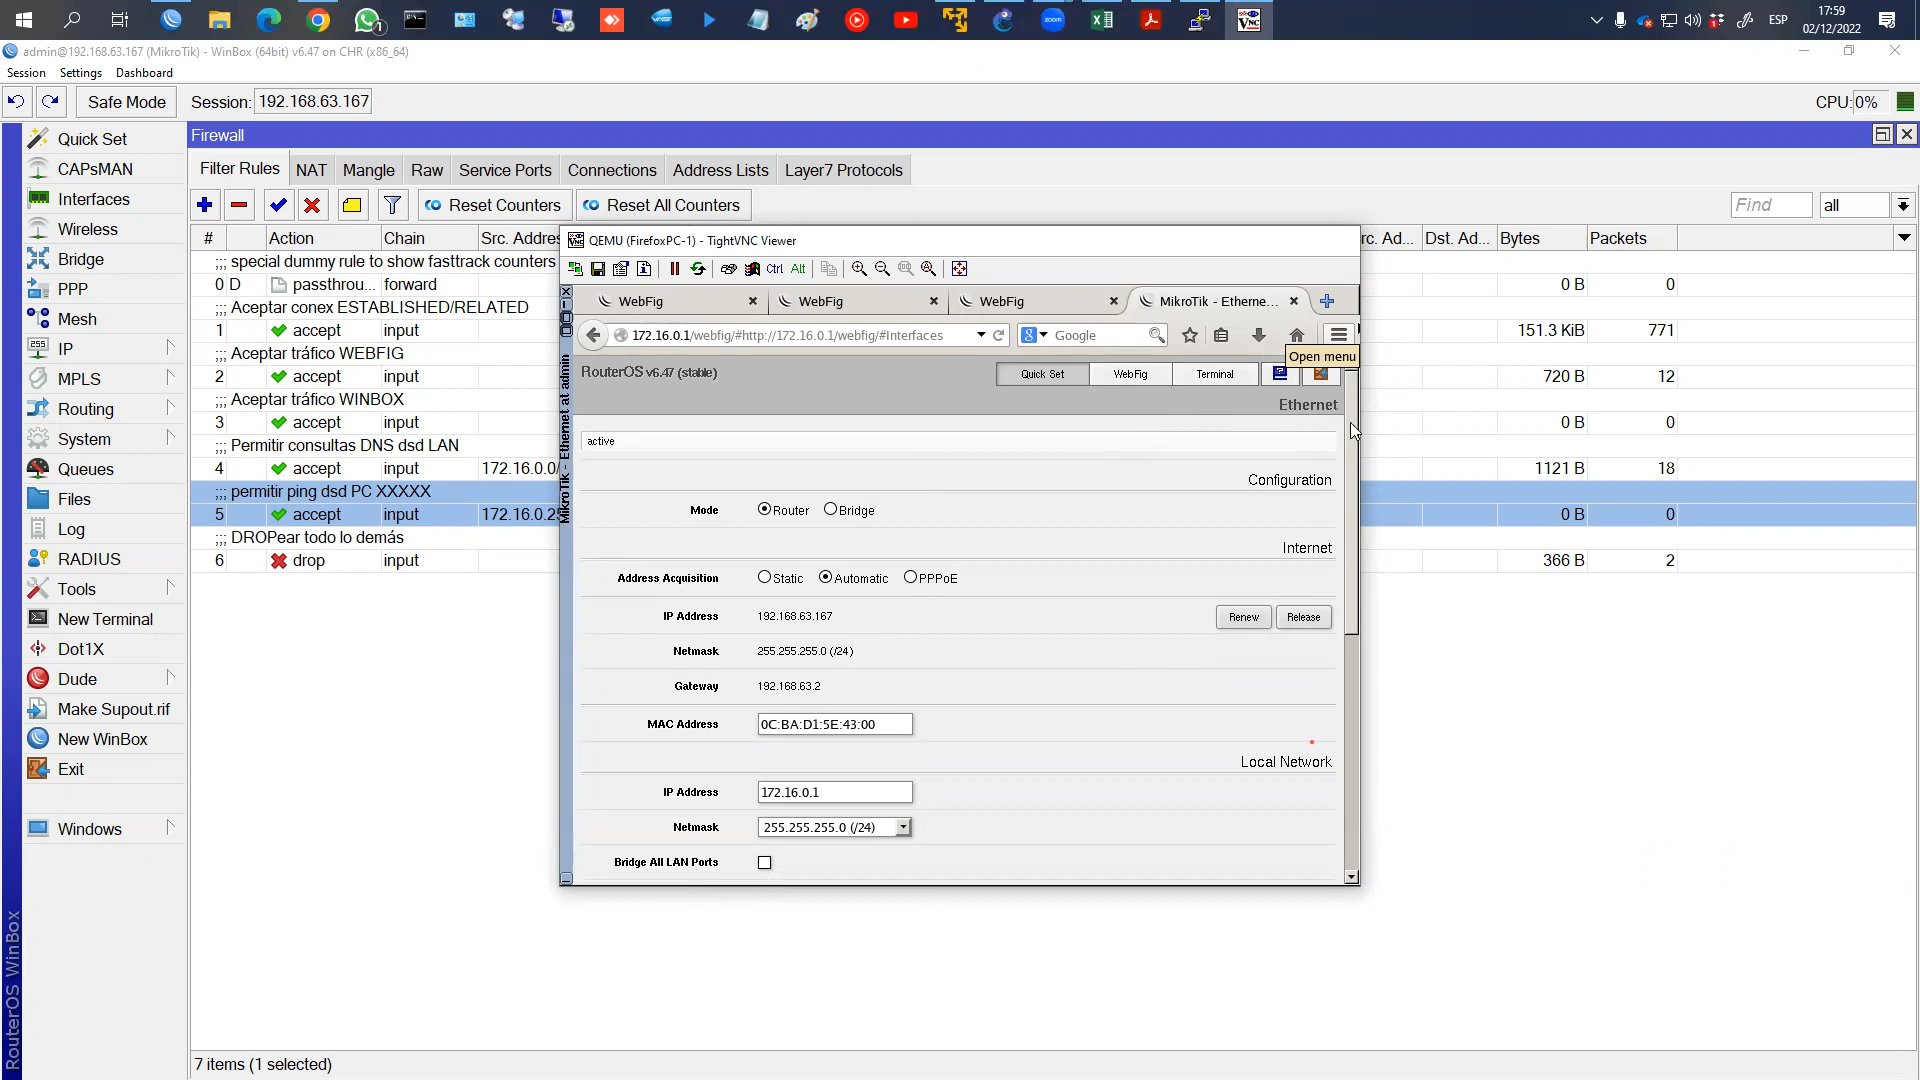 ESP
17:59
02/12/2022
admin@192.168.63.167 (MikroTik) - WinBox (64bit) v6.47 on CHR (x86_64)
Session Settings Dashboard
Safe Mode Session: 192.168.63.167 CPU: 0%
Quick Set
CAPsMAN
Interfaces
Wireless
Bridge
PPP
Mesh
IP
MPLS
Routing
System
Queues
Files
Log
RADIUS
Tools
New Terminal
Dot1X
Dude
Make Supout.rif
New WinBox
Exit
Windows
RouterOS WinBox
Firewall
Filter Rules NAT Mangle Raw Service Ports Connections Address Lists Layer7 Protocols
Reset Counters Reset All Counters Find all
# Action Chain Src. Addres rc. Ad... Dst. Ad... Bytes Packets
;;; special dummy rule to show fasttrack counters
0 D passthrou... forward 0 B 0
;;; Aceptar conex ESTABLISHED/RELATED
1 accept input 151.3 KiB 771
;;; Aceptar tráfico WEBFIG
2 accept input 720 B 12
;;; Aceptar tráfico WINBOX
3 accept input 0 B 0
;;; Permitir consultas DNS dsd LAN
4 accept input 172.16.0.0/ 1121 B 18
;;; permitir ping dsd PC XXXXX
5 accept input 172.16.0.25 0 B 0
;;; DROPear todo lo demás
6 drop input 366 B 2
7 items (1 selected)
QEMU (FirefoxPC-1) - TightVNC Viewer
Ctrl Alt
WebFig WebFig WebFig MikroTik - Etherne...
172.16.0.1/webfig/#http://172.16.0.1/webfig/#Interfaces Google
Open menu
MikroTik - Ethernet at admin
RouterOS v6.47 (stable) Quick Set WebFig Terminal
Ethernet
active
Configuration
Mode Router Bridge
Internet
Address Acquisition Static Automatic PPPoE
IP Address 192.168.63.167 Renew Release
Netmask 255.255.255.0 (/24)
Gateway 192.168.63.2
MAC Address 0C:BA:D1:5E:43:00
Local Network
IP Address 172.16.0.1
Netmask 255.255.255.0 (/24)
Bridge All LAN Ports